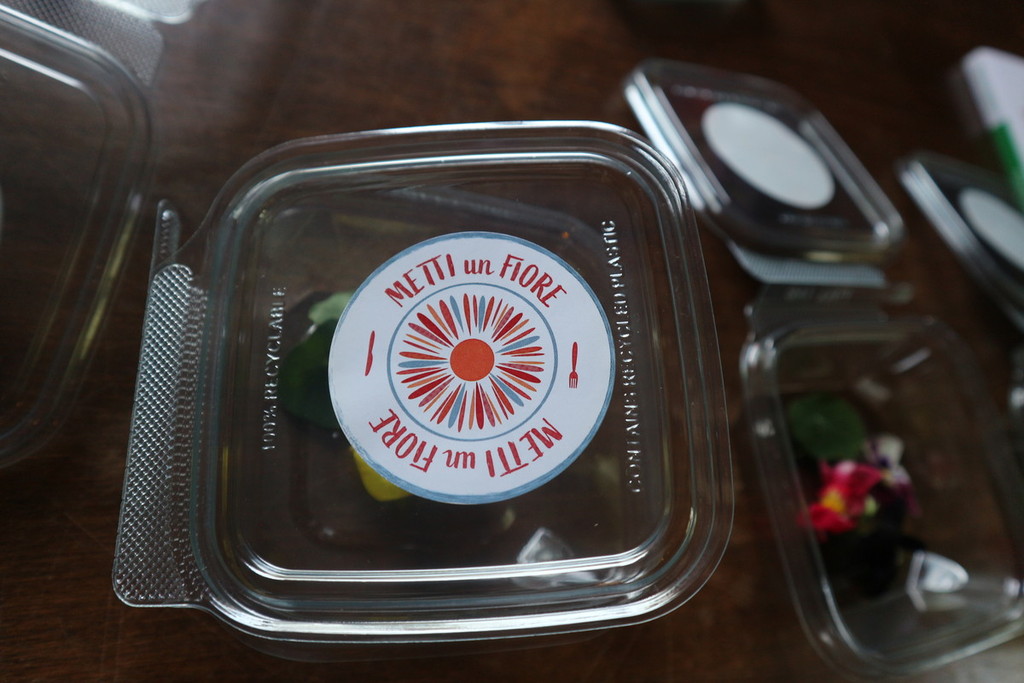 METTI un FIORE
METTI un FIORE
100% RECYCLABLE
CONTAINS RECYCLED PLASTIC